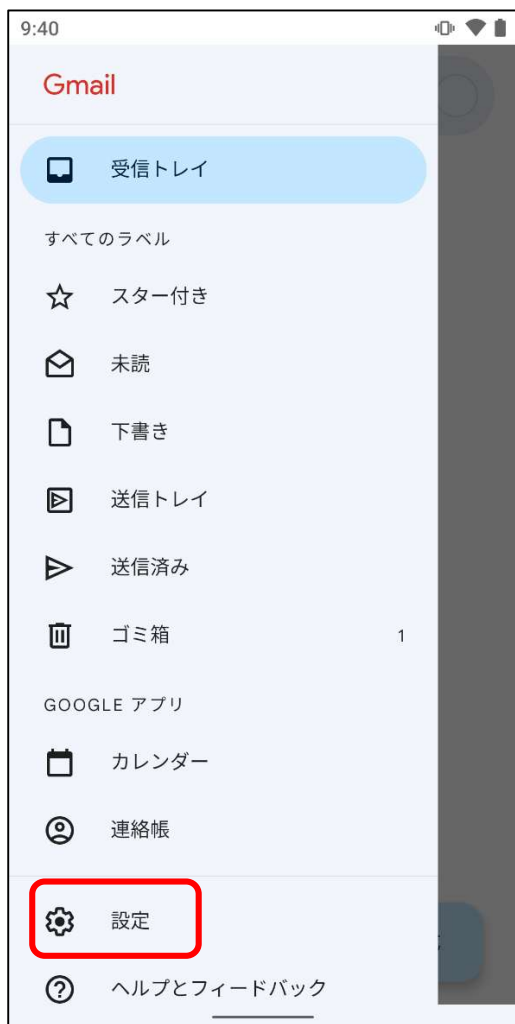 9:40
Gmail
受信トレイ
すべてのラベル
スター付き
未読
下書き
送信トレイ
送信済み
ゴミ箱 1
GOOGLE アプリ
カレンダー
連絡帳
設定
ヘルプとフィードバック